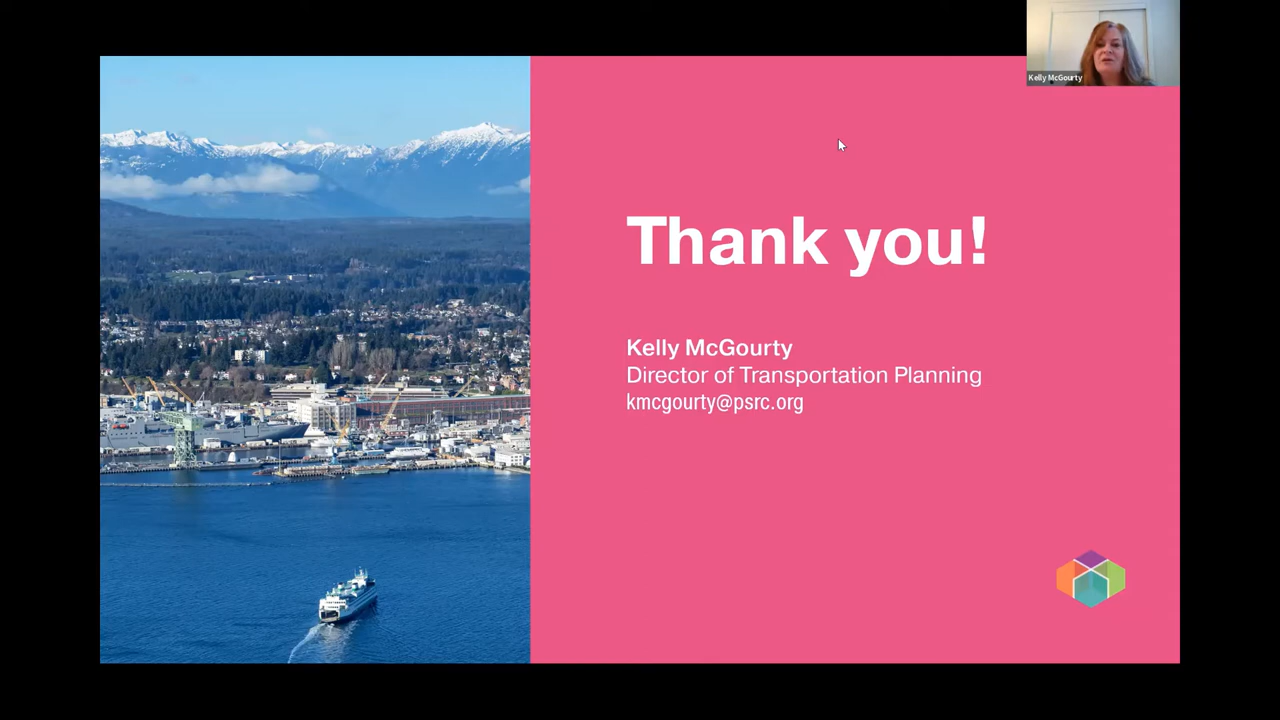 Kelly McGourty
Thank you!
Kelly McGourty
Director of Transportation Planning
kmcgourty@psrc.org